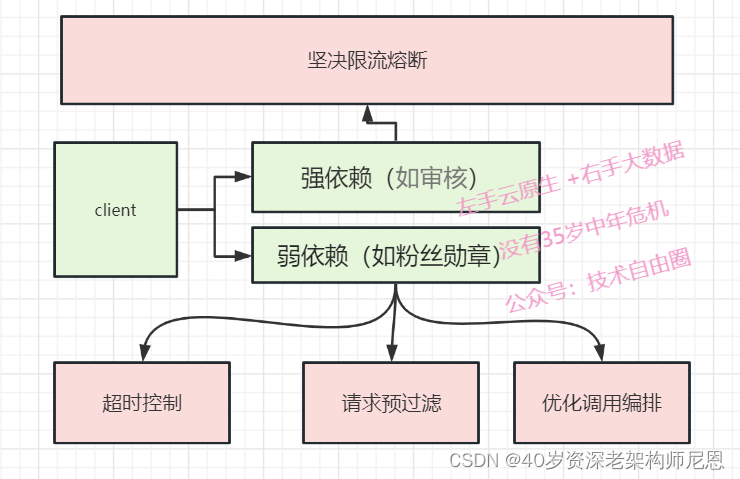 坚决限流熔断
client
强依赖（如审核）
弱依赖（如粉丝勋章）
左手云原生 +右手大数据
没有35岁中年危机
公众号：技术自由圈
超时控制
请求预过滤
优化调用编排
CSDN @40岁资深老架构师尼恩